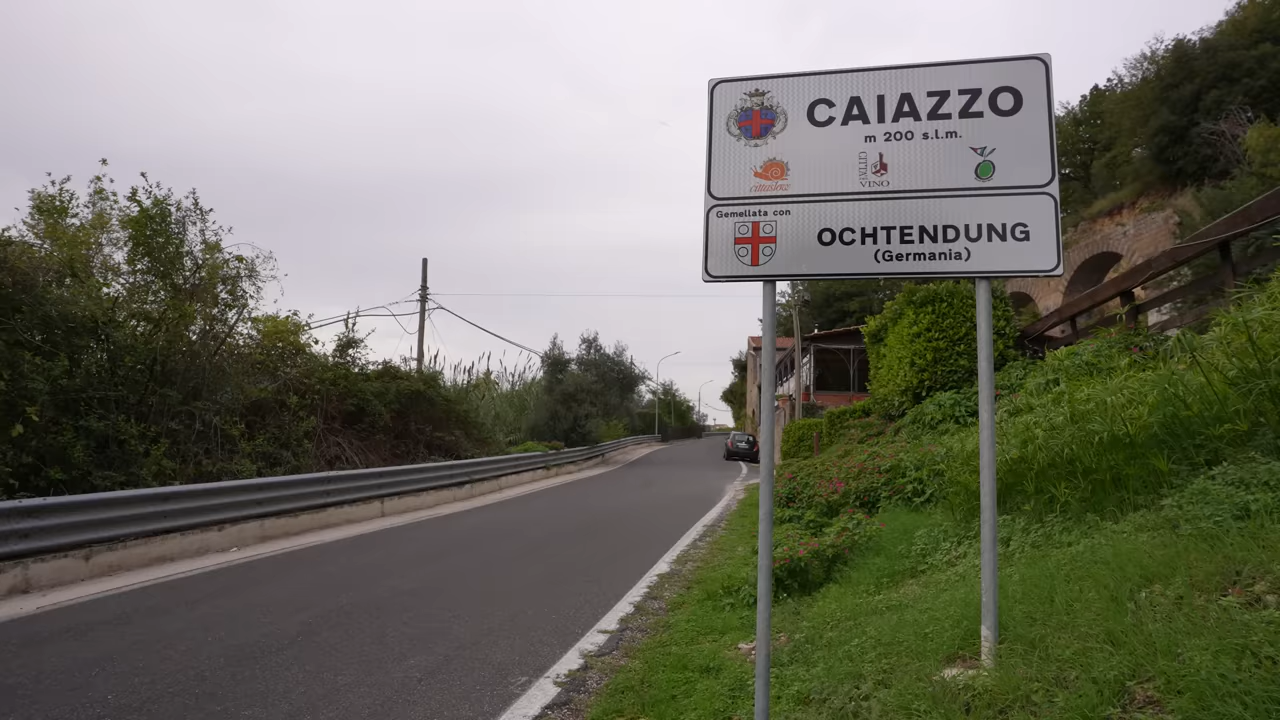 CAIAZZO
m 200 s.l.m.
cittaslow
CITTÀ DEL
VINO
Gemellata con
OCHTENDUNG
(Germania)